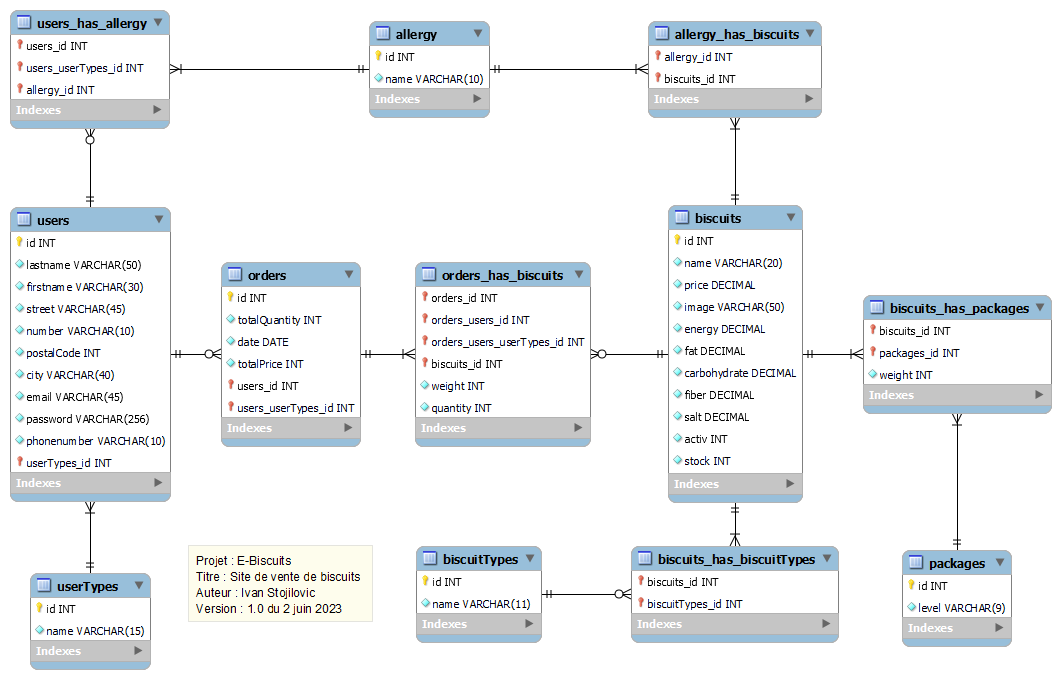 users_has_allergy
users_id INT
users_userTypes_id INT
allergy_id INT
Indexes
allergy
id INT
name VARCHAR(10)
Indexes
allergy_has_biscuits
allergy_id INT
biscuits_id INT
Indexes
users
id INT
lastname VARCHAR(50)
firstname VARCHAR(30)
street VARCHAR(45)
number VARCHAR(10)
postalCode INT
city VARCHAR(40)
email VARCHAR(45)
password VARCHAR(256)
phonenumber VARCHAR(10)
userTypes_id INT
Indexes
orders
id INT
totalQuantity INT
date DATE
totalPrice INT
users_id INT
users_userTypes_id INT
Indexes
orders_has_biscuits
orders_id INT
orders_users_id INT
orders_users_userTypes_id INT
biscuits_id INT
weight INT
quantity INT
Indexes
biscuits
id INT
name VARCHAR(20)
price DECIMAL
image VARCHAR(50)
energy DECIMAL
fat DECIMAL
carbohydrate DECIMAL
fiber DECIMAL
salt DECIMAL
activ INT
stock INT
Indexes
biscuits_has_packages
biscuits_id INT
packages_id INT
weight INT
Indexes
userTypes
id INT
name VARCHAR(15)
Indexes
Projet : E-Biscuits
Titre : Site de vente de biscuits
Auteur : Ivan Stojilovic
Version : 1.0 du 2 juin 2023
biscuitTypes
id INT
name VARCHAR(11)
Indexes
biscuits_has_biscuitTypes
biscuits_id INT
biscuitTypes_id INT
Indexes
packages
id INT
level VARCHAR(9)
Indexes